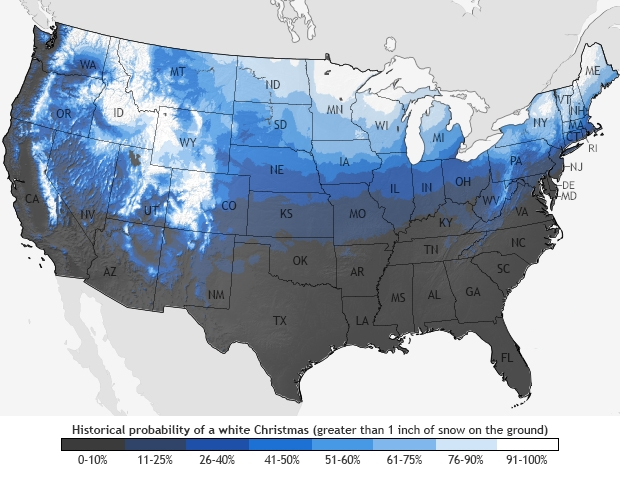 WA
MT
ND
ME
OR
ID
MN
VT
NH
SD
WI
NY
MA
WY
MI
CT
RI
IA
PA
NE
NJ
IL
IN
OH
DE
CA
NV
UT
CO
WV
MD
KS
MO
VA
KY
NC
TN
OK
AZ
AR
SC
NM
MS
AL
GA
TX
LA
FL
Historical probability of a white Christmas (greater than 1 inch of snow on the ground)
0-10% 11-25% 26-40% 41-50% 51-60% 61-75% 76-90% 91-100%